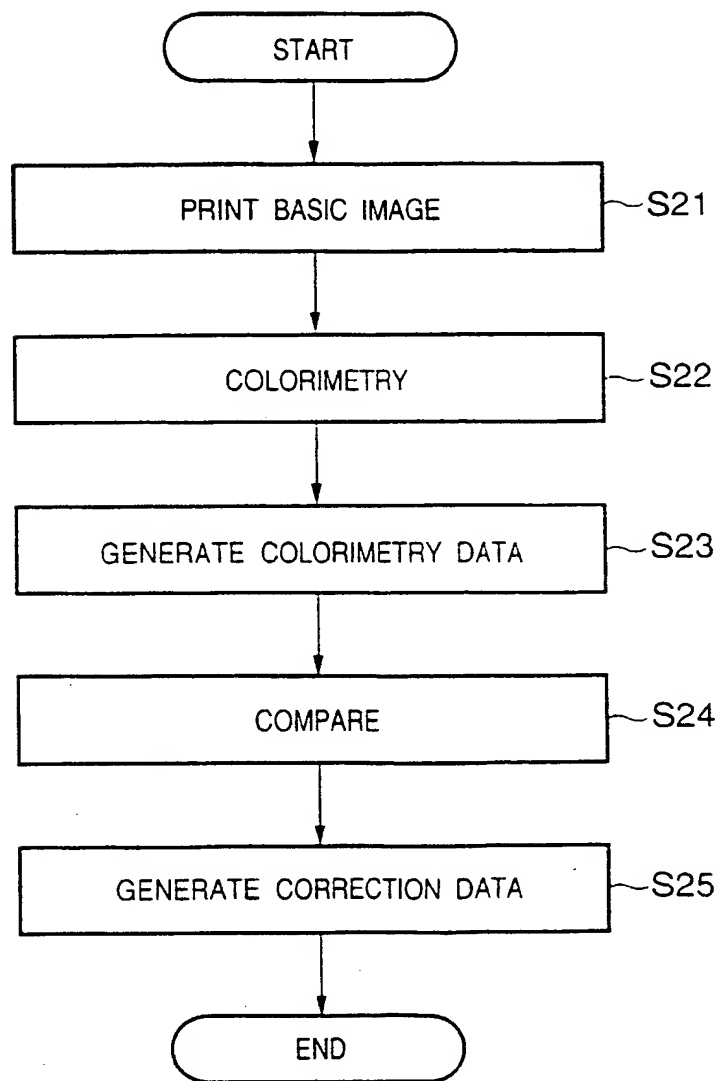 START
PRINT BASIC IMAGE
S21
COLORIMETRY
S22
GENERATE COLORIMETRY DATA
S23
COMPARE
S24
GENERATE CORRECTION DATA
S25
END